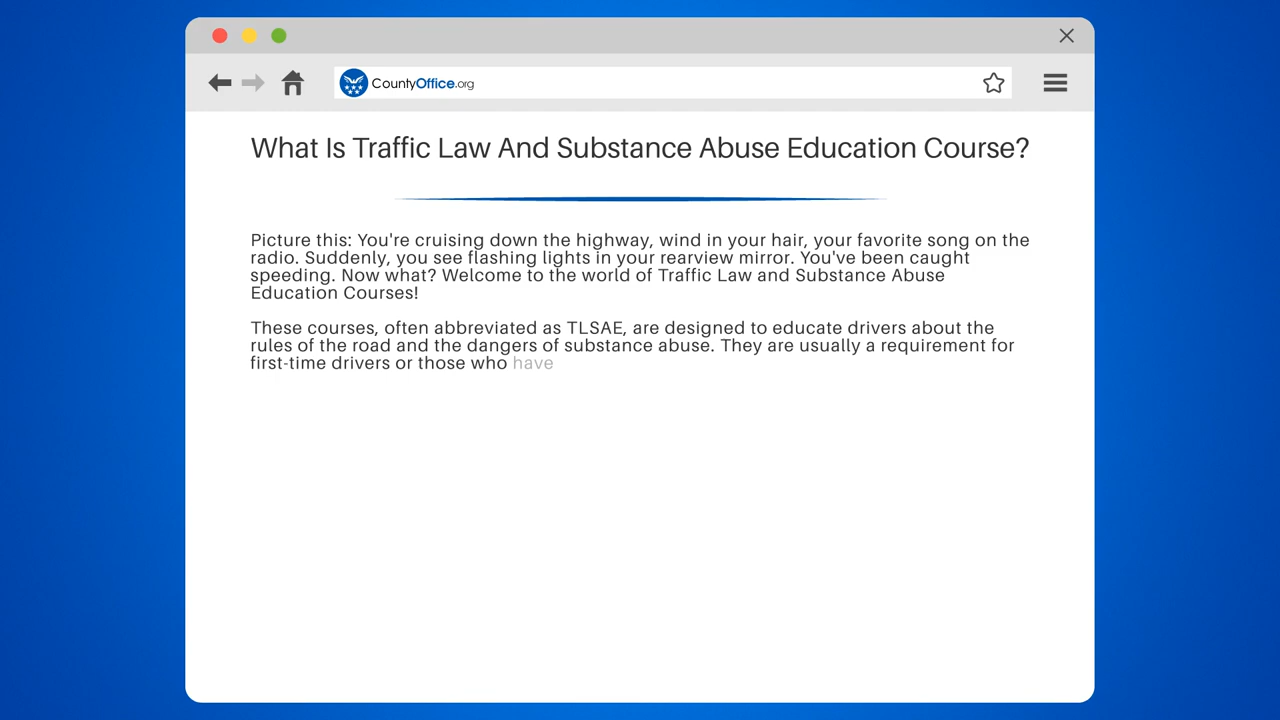 CountyOffice.org
What Is Traffic Law And Substance Abuse Education Course?
Picture this: You're cruising down the highway, wind in your hair, your favorite song on the
radio. Suddenly, you see flashing lights in your rearview mirror. You've been caught
speeding. Now what? Welcome to the world of Traffic Law and Substance Abuse
Education Courses!
These courses, often abbreviated as TLSAE, are designed to educate drivers about the
rules of the road and the dangers of substance abuse. They are usually a requirement for
first-time drivers or those who have